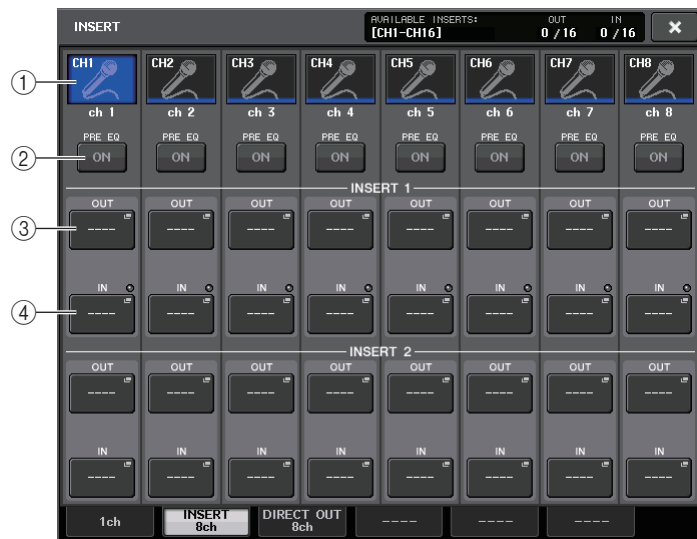 INSERT
AVAILABLE INSERTS: OUT IN
[CH1-CH16] 0 /16 0 /16
CH1 CH2 CH3 CH4 CH5 CH6 CH7 CH8
ch 1 ch 2 ch 3 ch 4 ch 5 ch 6 ch 7 ch 8
PRE EQ PRE EQ PRE EQ PRE EQ PRE EQ PRE EQ PRE EQ PRE EQ
ON ON ON ON ON ON ON ON
INSERT 1
OUT OUT OUT OUT OUT OUT OUT OUT
---- ---- ---- ---- ---- ---- ---- ----
IN IN IN IN IN IN IN IN
---- ---- ---- ---- ---- ---- ---- ----
INSERT 2
OUT OUT OUT OUT OUT OUT OUT OUT
---- ---- ---- ---- ---- ---- ---- ----
IN IN IN IN IN IN IN IN
---- ---- ---- ---- ---- ---- ---- ----
1ch INSERT 8ch DIRECT OUT 8ch ---- ---- ----
①
②
③
④